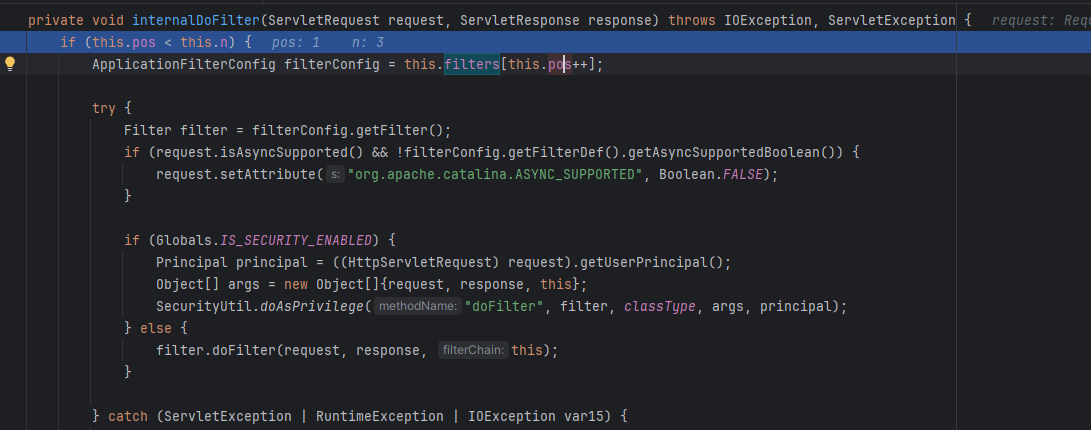 private void internalDoFilter(ServletRequest request, ServletResponse response) throws IOException, ServletException { request: Req
if (this.pos < this.n) { pos: 1 n: 3
ApplicationFilterConfig filterConfig = this.filters[this.pos++];
try {
Filter filter = filterConfig.getFilter();
if (request.isAsyncSupported() && !filterConfig.getFilterDef().getAsyncSupportedBoolean()) {
request.setAttribute( s: "org.apache.catalina.ASYNC_SUPPORTED", Boolean.FALSE);
}
if (Globals.IS_SECURITY_ENABLED) {
Principal principal = ((HttpServletRequest) request).getUserPrincipal();
Object[] args = new Object[]{request, response, this};
SecurityUtil.doAsPrivilege( methodName: "doFilter", filter, classType, args, principal);
} else {
filter.doFilter(request, response, filterChain: this);
}
} catch (ServletException | RuntimeException | IOException var15) {